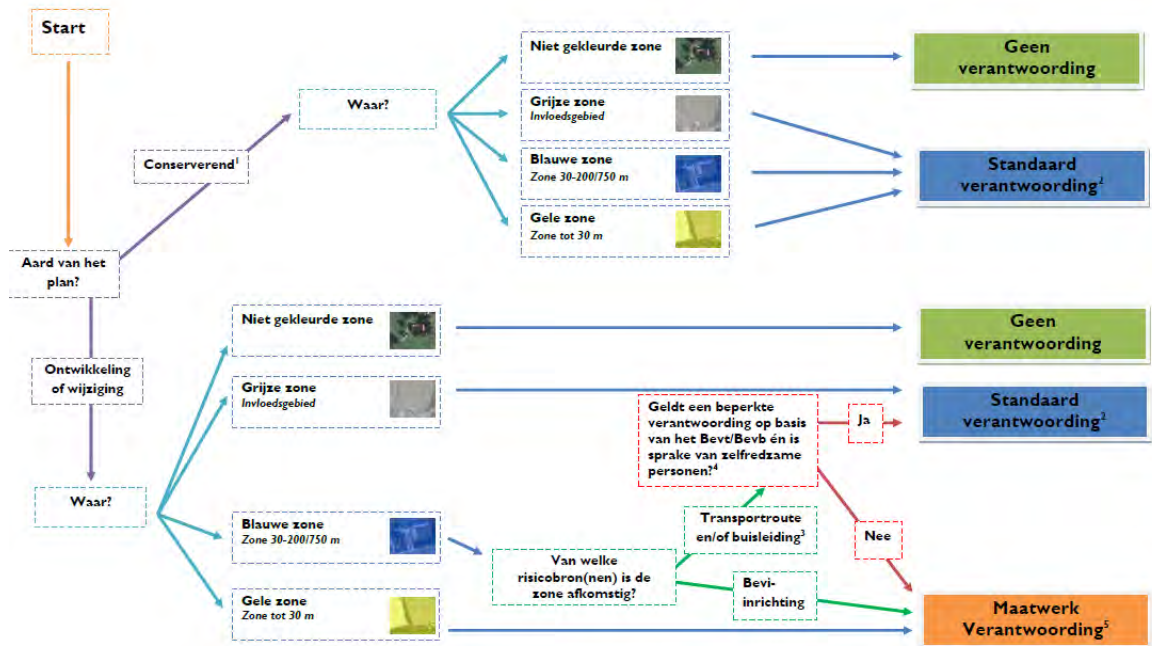 Start
Aard van het
plan?
Conserverend¹
Waar?
Niet gekleurde zone
Grijze zone
Invloedsgebied
Blauwe zone
Zone 30-200/750 m
Gele zone
Zone tot 30 m
Geen
verantwoording
Standaard
verantwoording²
Ontwikkeling
of wijziging
Waar?
Niet gekleurde zone
Grijze zone
Invloedsgebied
Blauwe zone
Zone 30-200/750 m
Gele zone
Zone tot 30 m
Van welke
risicobron(nen) is de
zone afkomstig?
Transportroute
en/of buisleiding³
Bevi-
inrichting
Geldt een beperkte
verantwoording op basis
van het Bevt/Bevb én is
sprake van zelfredzame
personen?⁴
Ja
Nee
Geen
verantwoording
Standaard
verantwoording²
Maatwerk
Verantwoording⁵